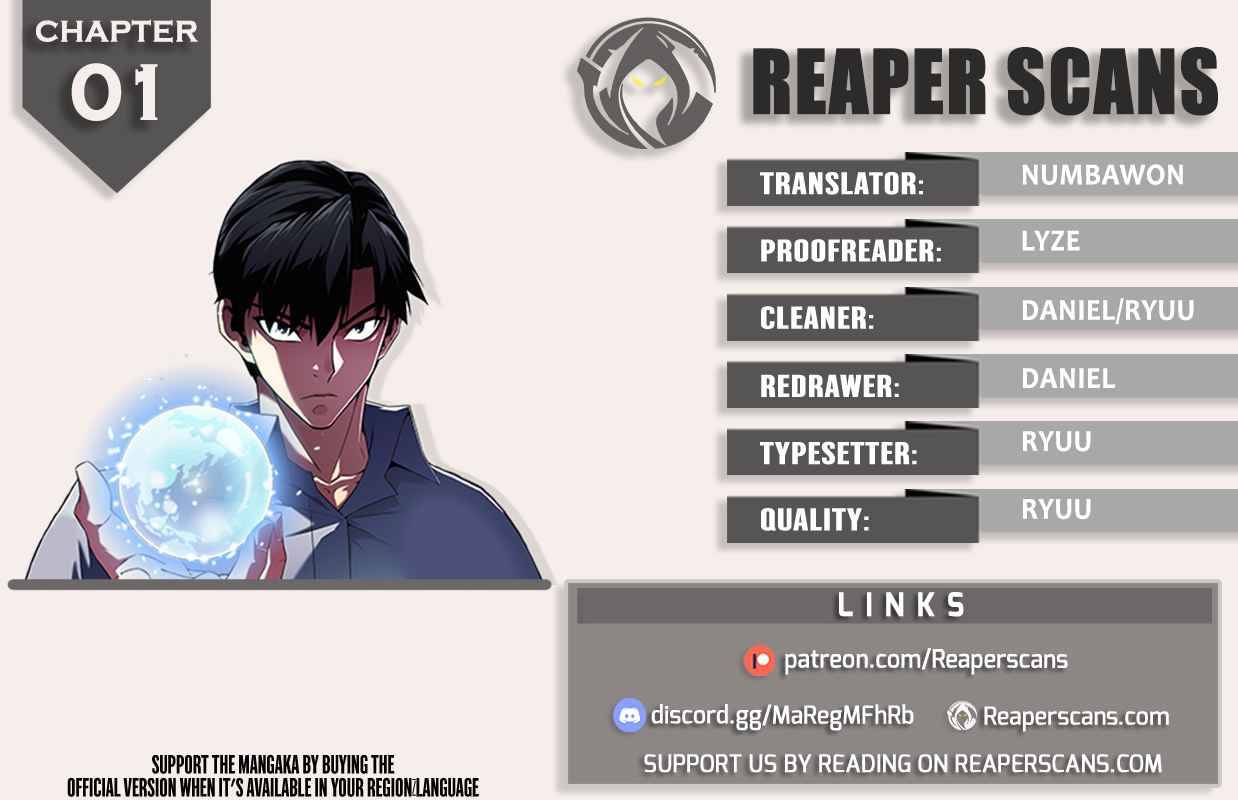 CHAPTER
01
REAPER SCANS
TRANSLATOR: NUMBAWON
PROOFREADER: LYZE
CLEANER: DANIEL/RYUU
REDRAWER: DANIEL
TYPESETTER: RYUU
QUALITY: RYUU
LINKS
patreon.com/Reaperscans
discord.gg/MaRegMFhRb Reaperscans.com
SUPPORT US BY READING ON REAPERSCANS.COM
SUPPORT THE MANGAKA BY BUYING THE
OFFICIAL VERSION WHEN IT'S AVAILABLE IN YOUR REGION/LANGUAGE